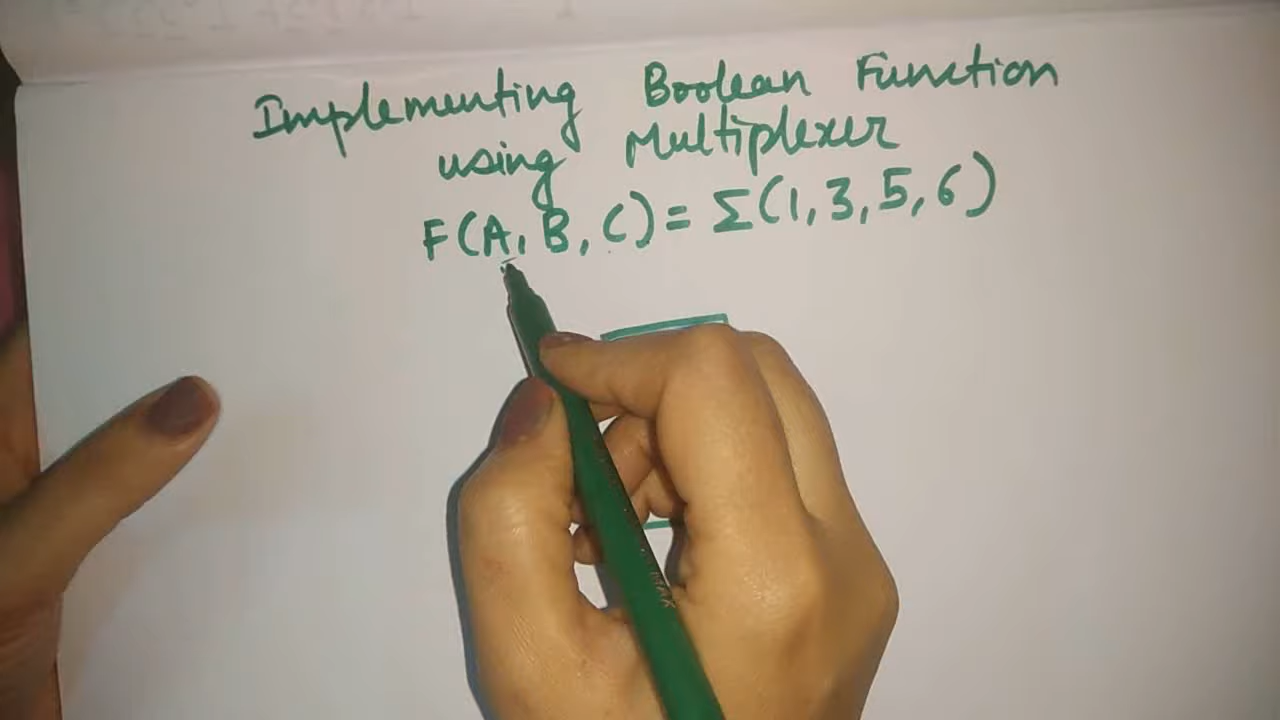 Implementing Boolean Function
using Multiplexer
F(A, B, C) = Σ(1, 3, 5, 6)